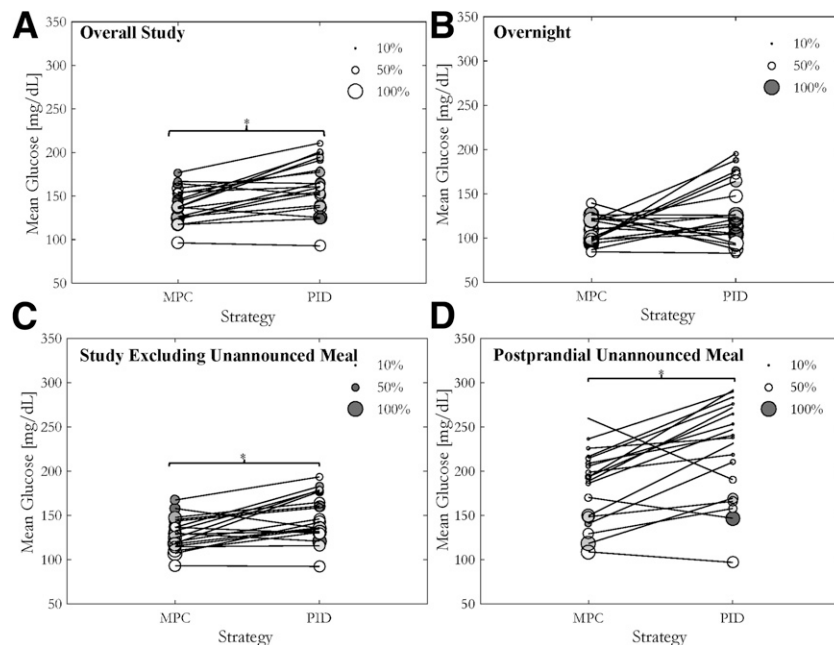 A
Overall Study
10%
50%
100%
*
350
300
250
200
150
100
50
Mean Glucose [mg/dL]
MPC
PID
Strategy
B
Overnight
10%
50%
100%
350
300
250
200
150
100
50
Mean Glucose [mg/dL]
MPC
PID
Strategy
C
Study Excluding Unannounced Meal
10%
50%
100%
*
350
300
250
200
150
100
50
Mean Glucose [mg/dL]
MPC
PID
Strategy
D
Postprandial Unannounced Meal
10%
50%
100%
*
350
300
250
200
150
100
50
Mean Glucose [mg/dL]
MPC
PID
Strategy